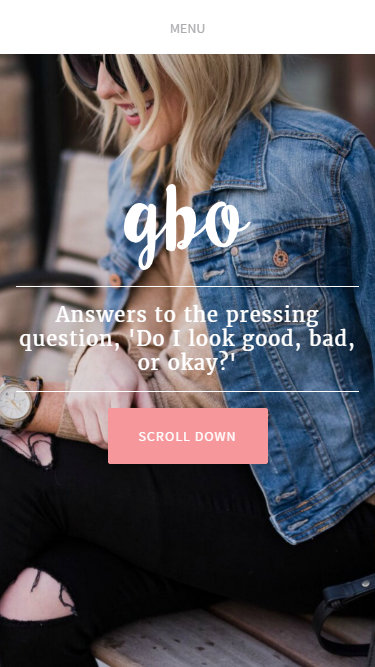 MENU
gbo
Answers to the pressing
question, 'Do I look good, bad,
or okay?'
SCROLL DOWN